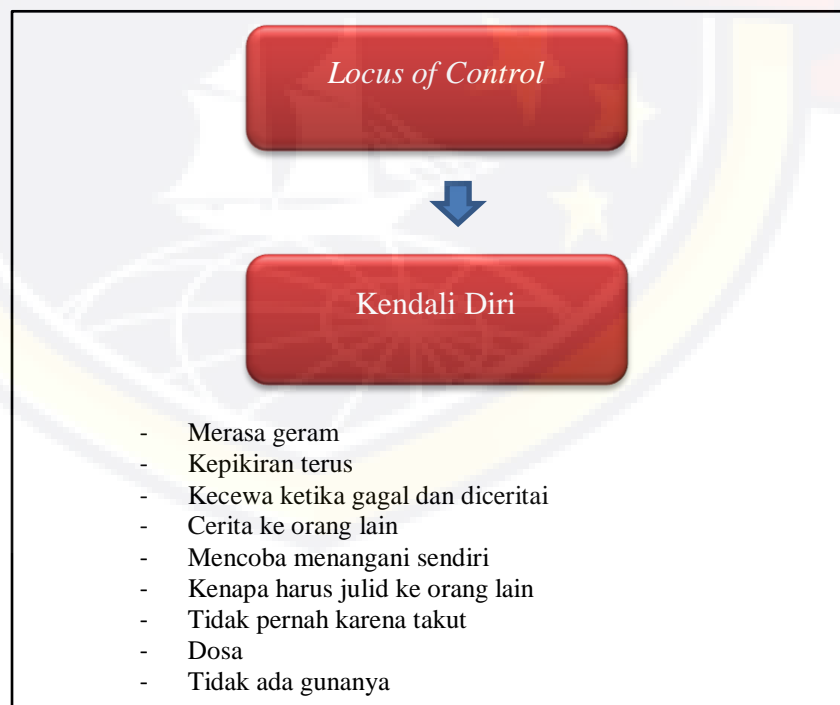 Locus of Control
Kendali Diri
- Merasa geram
- Kepikiran terus
- Kecewa ketika gagal dan diceritai
- Cerita ke orang lain
- Mencoba menangani sendiri
- Kenapa harus julid ke orang lain
- Tidak pernah karena takut
- Dosa
- Tidak ada gunanya